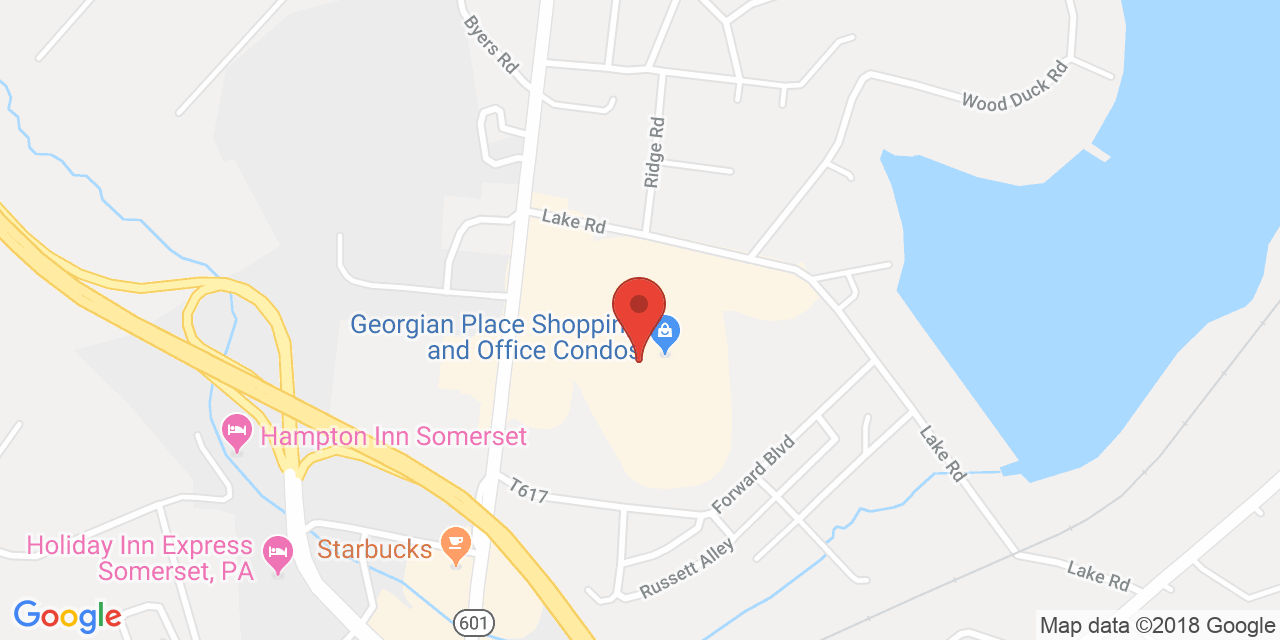 Byers Rd
Wood Duck Rd
Ridge Rd
Lake Rd
Georgian Place Shoppin
and Office Condos
Hampton Inn Somerset
Lake Rd
Forward Blvd
T617
Holiday Inn Express
Somerset, PA
Starbucks
Russett Alley
Lake Rd
Google
601
Map data ©2018 Google